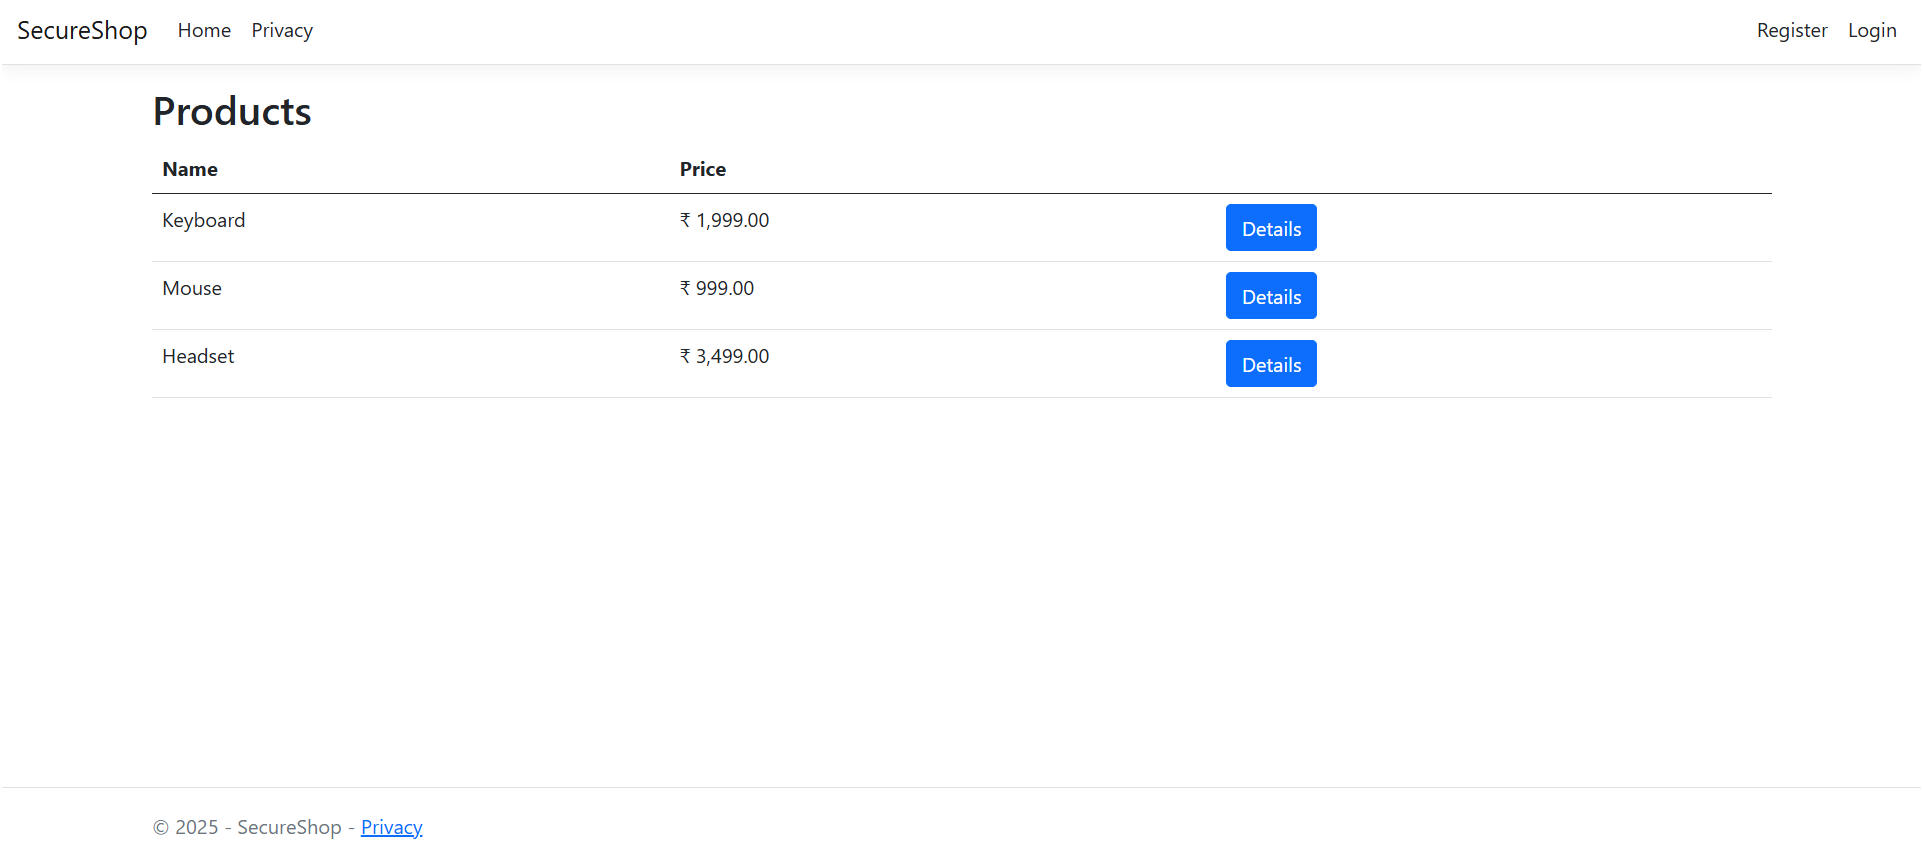 SecureShop Home Privacy Register Login
Products
Name Price
Keyboard ₹ 1,999.00 Details
Mouse ₹ 999.00 Details
Headset ₹ 3,499.00 Details
© 2025 - SecureShop - Privacy